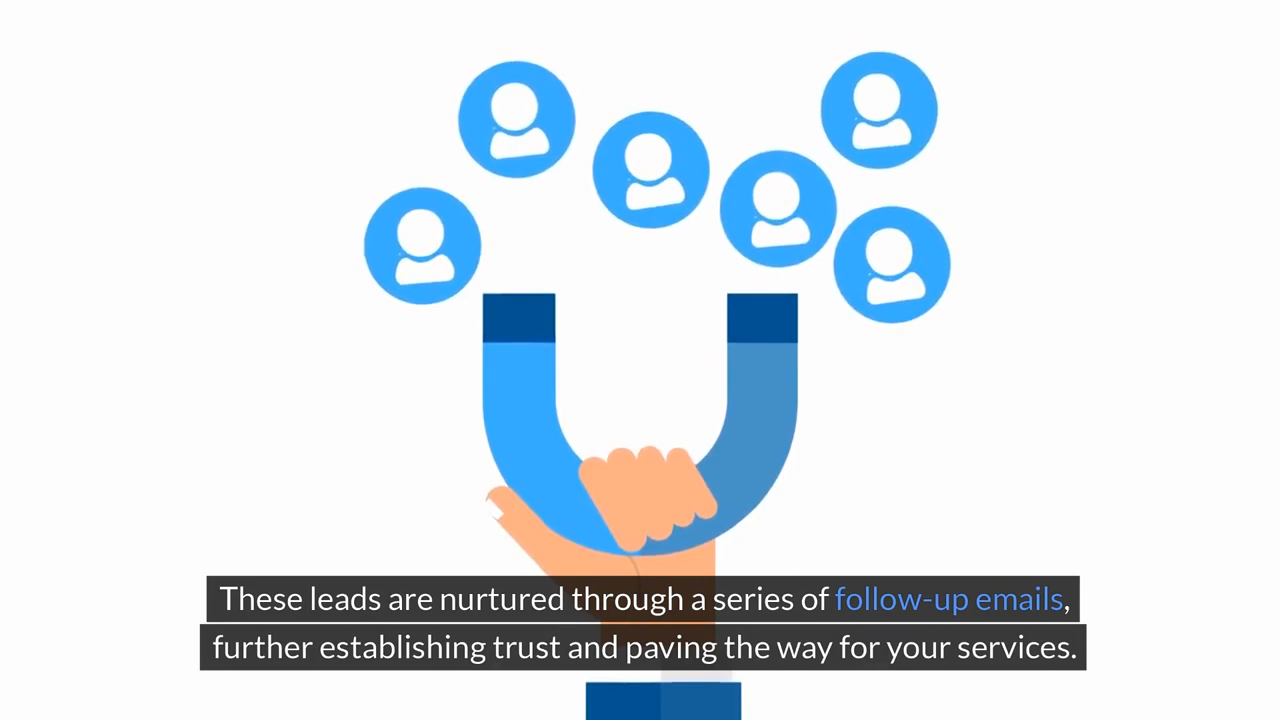 These leads are nurtured through a series of follow-up emails,
further establishing trust and paving the way for your services.